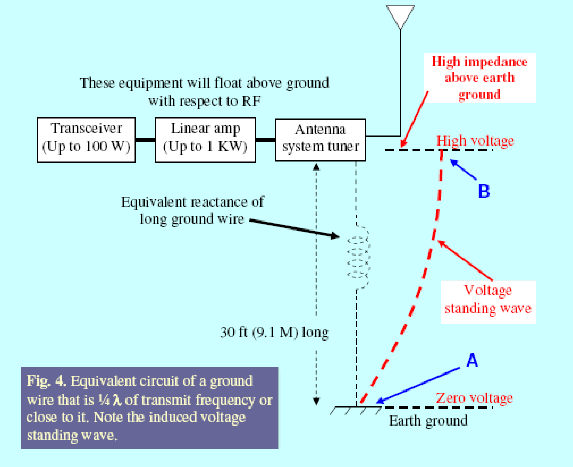 High impedance
above earth
ground
These equipment will float above ground
with respect to RF
Transceiver
(Up to 100 W)
Linear amp
(Up to 1 KW)
Antenna
system tuner
High voltage
B
Equivalent reactance of
long ground wire
Voltage
standing wave
30 ft (9.1 M) long
A
Zero voltage
Earth ground
Fig. 4. Equivalent circuit of a ground
wire that is ¼ λ of transmit frequency or
close to it. Note the induced voltage
standing wave.